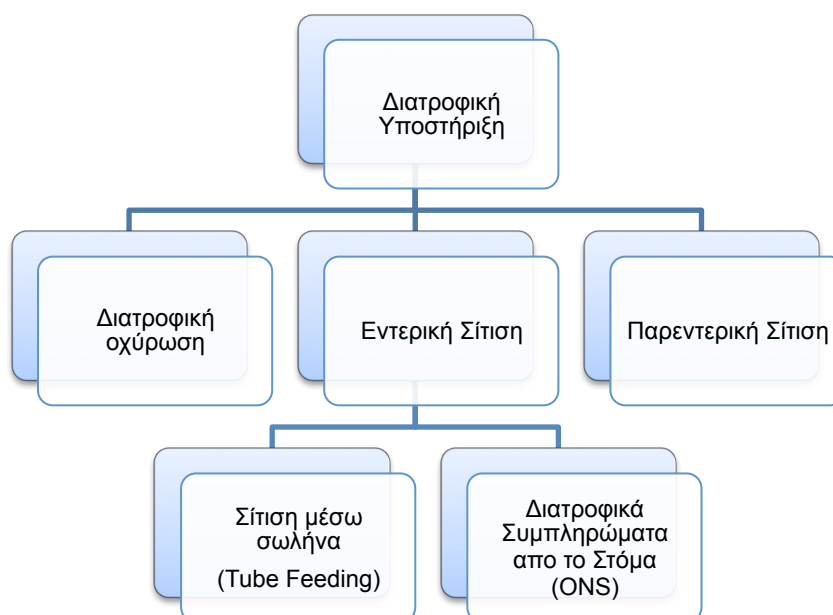 Διατροφική
Υποστήριξη
Διατροφική
οχύρωση
Εντερική Σίτιση
Παρεντερική Σίτιση
Σίτιση μέσω
σωλήνα
(Tube Feeding)
Διατροφικά
Συμπληρώματα
απο το Στόμα
(ONS)